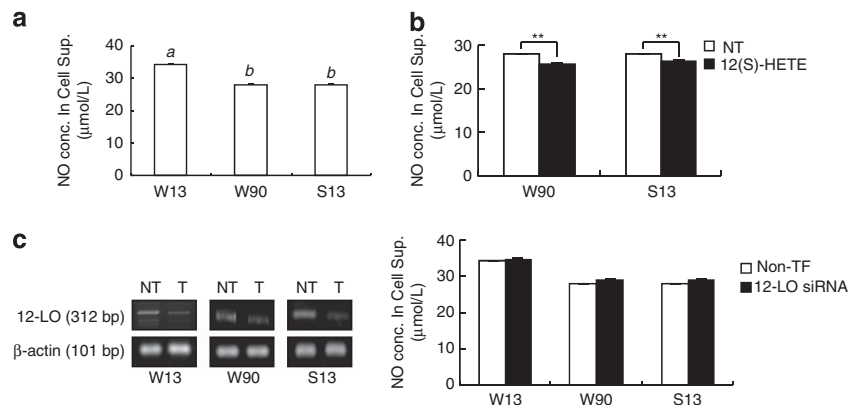 a
NO conc. In Cell Sup.
(μmol/L)
40
30
20
10
0
a
b
b
W13
W90
S13
b
NO conc. In Cell Sup.
(μmol/L)
30
20
10
0
**
**
NT
12(S)-HETE
W90
S13
c
NT T
NT T
NT T
12-LO (312 bp)
β-actin (101 bp)
W13
W90
S13
NO conc. In Cell Sup.
(μmol/L)
40
30
20
10
0
Non-TF
12-LO siRNA
W13
W90
S13